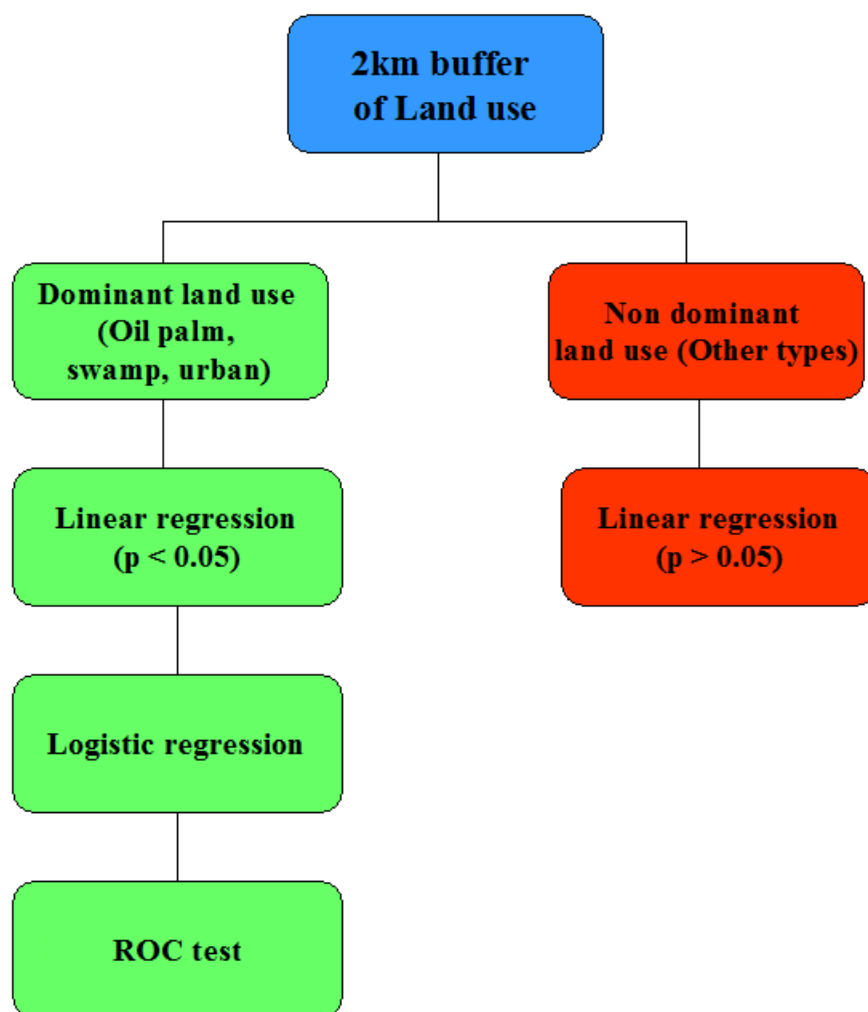 2km buffer
of Land use
Dominant land use
(Oil palm,
swamp, urban)
Non dominant
land use (Other types)
Linear regression
(p < 0.05)
Linear regression
(p > 0.05)
Logistic regression
ROC test